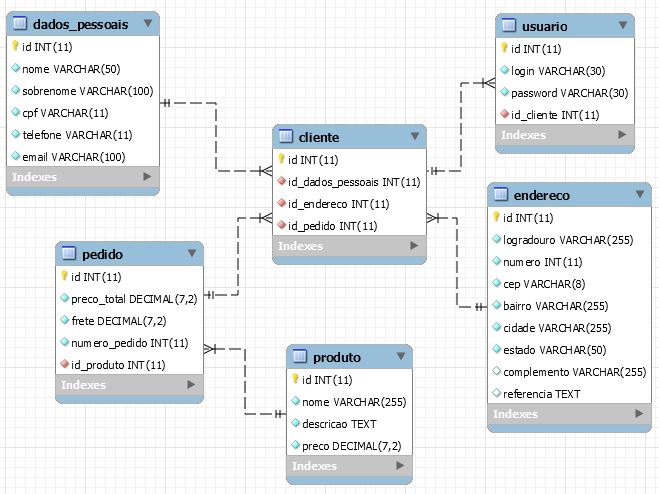 dados_pessoais
id INT(11)
nome VARCHAR(50)
sobrenome VARCHAR(100)
cpf VARCHAR(11)
telefone VARCHAR(11)
email VARCHAR(100)
Indexes
usuario
id INT(11)
login VARCHAR(30)
password VARCHAR(30)
id_cliente INT(11)
Indexes
cliente
id INT(11)
id_dados_pessoais INT(11)
id_endereco INT(11)
id_pedido INT(11)
Indexes
endereco
id INT(11)
logradouro VARCHAR(255)
numero INT(11)
cep VARCHAR(8)
bairro VARCHAR(255)
cidade VARCHAR(255)
estado VARCHAR(50)
complemento VARCHAR(255)
referencia TEXT
Indexes
pedido
id INT(11)
preco_total DECIMAL(7,2)
frete DECIMAL(7,2)
numero_pedido INT(11)
id_produto INT(11)
Indexes
produto
id INT(11)
nome VARCHAR(255)
descricao TEXT
preco DECIMAL(7,2)
Indexes